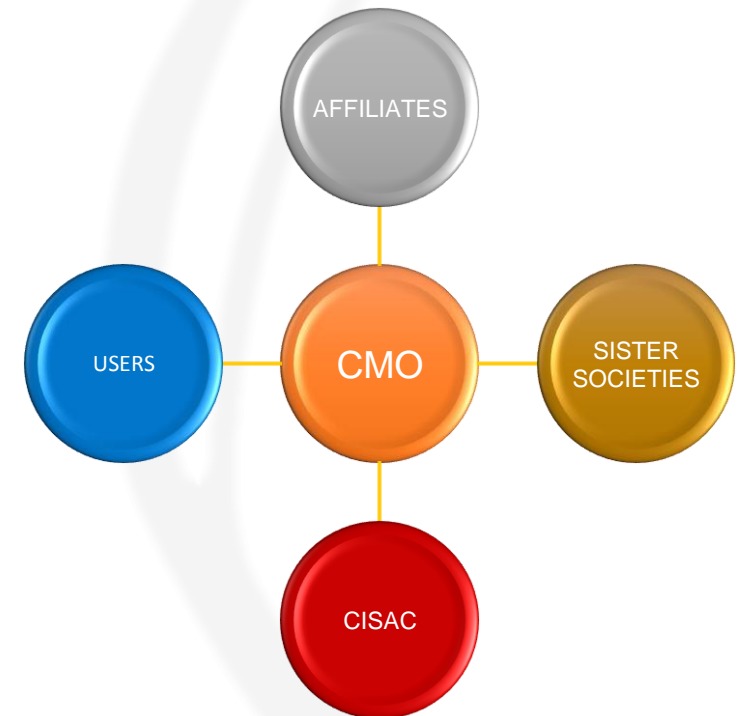 AFFILIATES
USERS
CMO
SISTER
SOCIETIES
CISAC